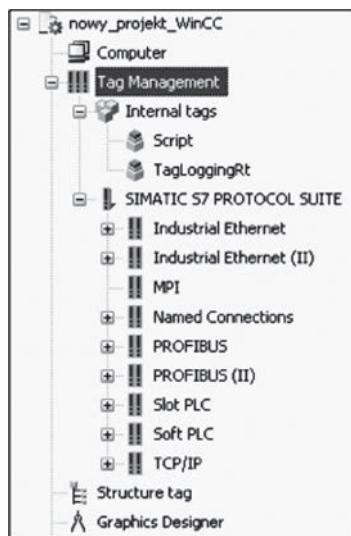 nowy_projekt_WinCC
Computer
Tag Management
Internal tags
Script
TagLoggingRt
SIMATIC S7 PROTOCOL SUITE
Industrial Ethernet
Industrial Ethernet (II)
MPI
Named Connections
PROFIBUS
PROFIBUS (II)
Slot PLC
Soft PLC
TCP/IP
Structure tag
Graphics Designer